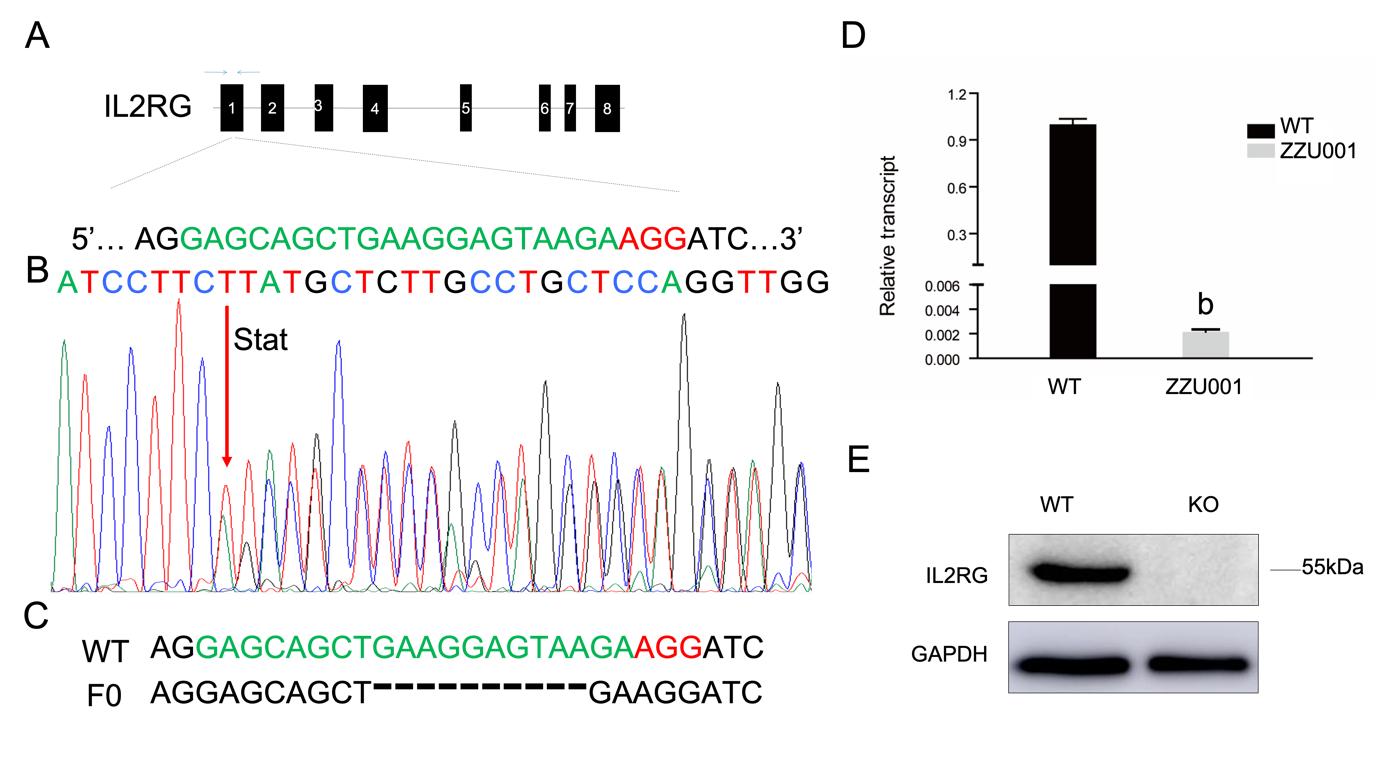 A
IL2RG
1 2 3 4 5 6 7 8
5’… AGGAGCAGCTGAAGGAGTAAGAAGGATC…3’
B
ATCCTTCTTATGCTCTTGCCTGCTCCAGGTTGG
Stat
C
WT AGGAGCAGCTGAAGGAGTAAGAAGGATC
F0 AGGAGCAGCT----------GAAGGATC
D
Relative transcript
1.2
0.9
0.6
0.3
0.006
0.004
0.002
0.000
b
WT
ZZU001
WT ZZU001
E
WT KO
IL2RG
55kDa
GAPDH